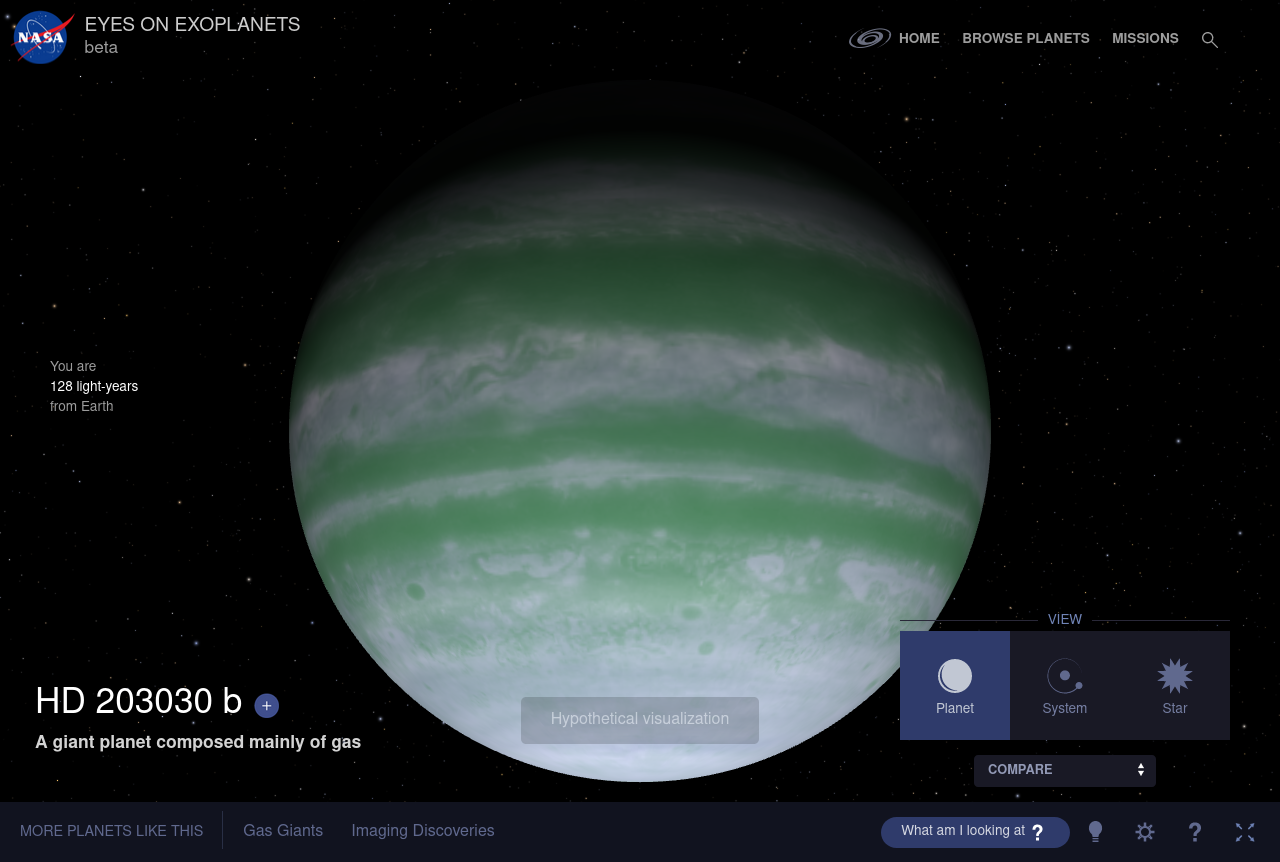 NASA
EYES ON EXOPLANETS
beta
HOME
BROWSE PLANETS
MISSIONS
You are
128 light-years
from Earth
HD 203030 b +
A giant planet composed mainly of gas
Hypothetical visualization
VIEW
Planet
System
Star
COMPARE
MORE PLANETS LIKE THIS
Gas Giants
Imaging Discoveries
What am I looking at ?
?